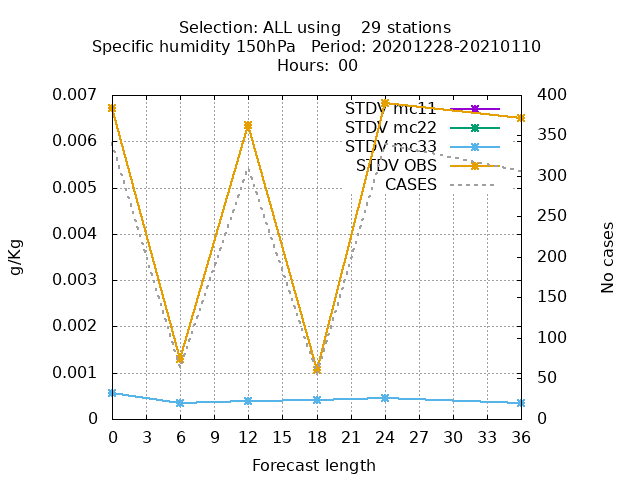 Selection: ALL using    29 stations
Specific humidity 150hPa   Period: 20201228-20210110
Hours: 00
0.007
0.006
0.005
0.004
0.003
0.002
0.001
0
g/Kg
400
350
300
250
200
150
100
50
0
No cases
STDV mc11
STDV mc22
STDV mc33
STDV OBS
CASES
0 3 6 9 12 15 18 21 24 27 30 33 36
Forecast length